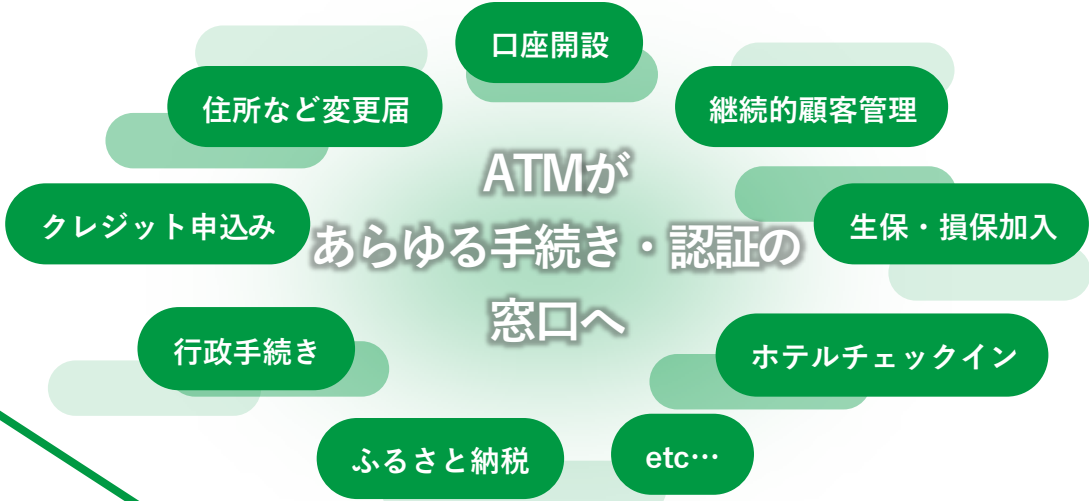 口座開設
住所など変更届
継続的顧客管理
ATMが
あらゆる手続き・認証の
窓口へ
クレジット申込み
生保・損保加入
行政手続き
ホテルチェックイン
ふるさと納税
etc…